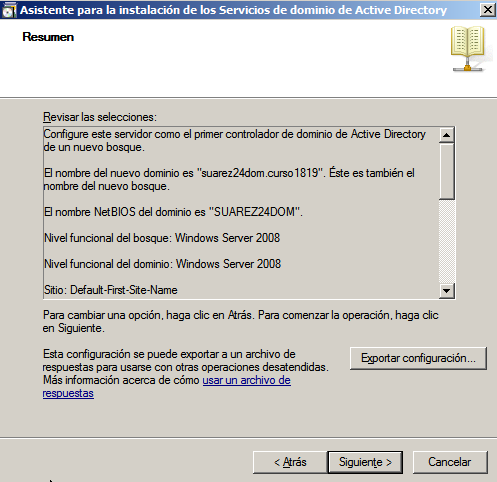 Asistente para la instalación de los Servicios de dominio de Active Directory
Resumen
Revisar las selecciones:
Configure este servidor como el primer controlador de dominio de Active Directory
de un nuevo bosque.
El nombre del nuevo dominio es "suarez24dom.curso1819". Éste es también el
nombre del nuevo bosque.
El nombre NetBIOS del dominio es "SUAREZ24DOM".
Nivel funcional del bosque: Windows Server 2008
Nivel funcional del dominio: Windows Server 2008
Sitio: Default-First-Site-Name
Para cambiar una opción, haga clic en Atrás. Para comenzar la operación, haga clic
en Siguiente.
Esta configuración se puede exportar a un archivo de
respuestas para usarse con otras operaciones desatendidas.
Más información acerca de cómo usar un archivo de
respuestas
Exportar configuración...
< Atrás
Siguiente >
Cancelar